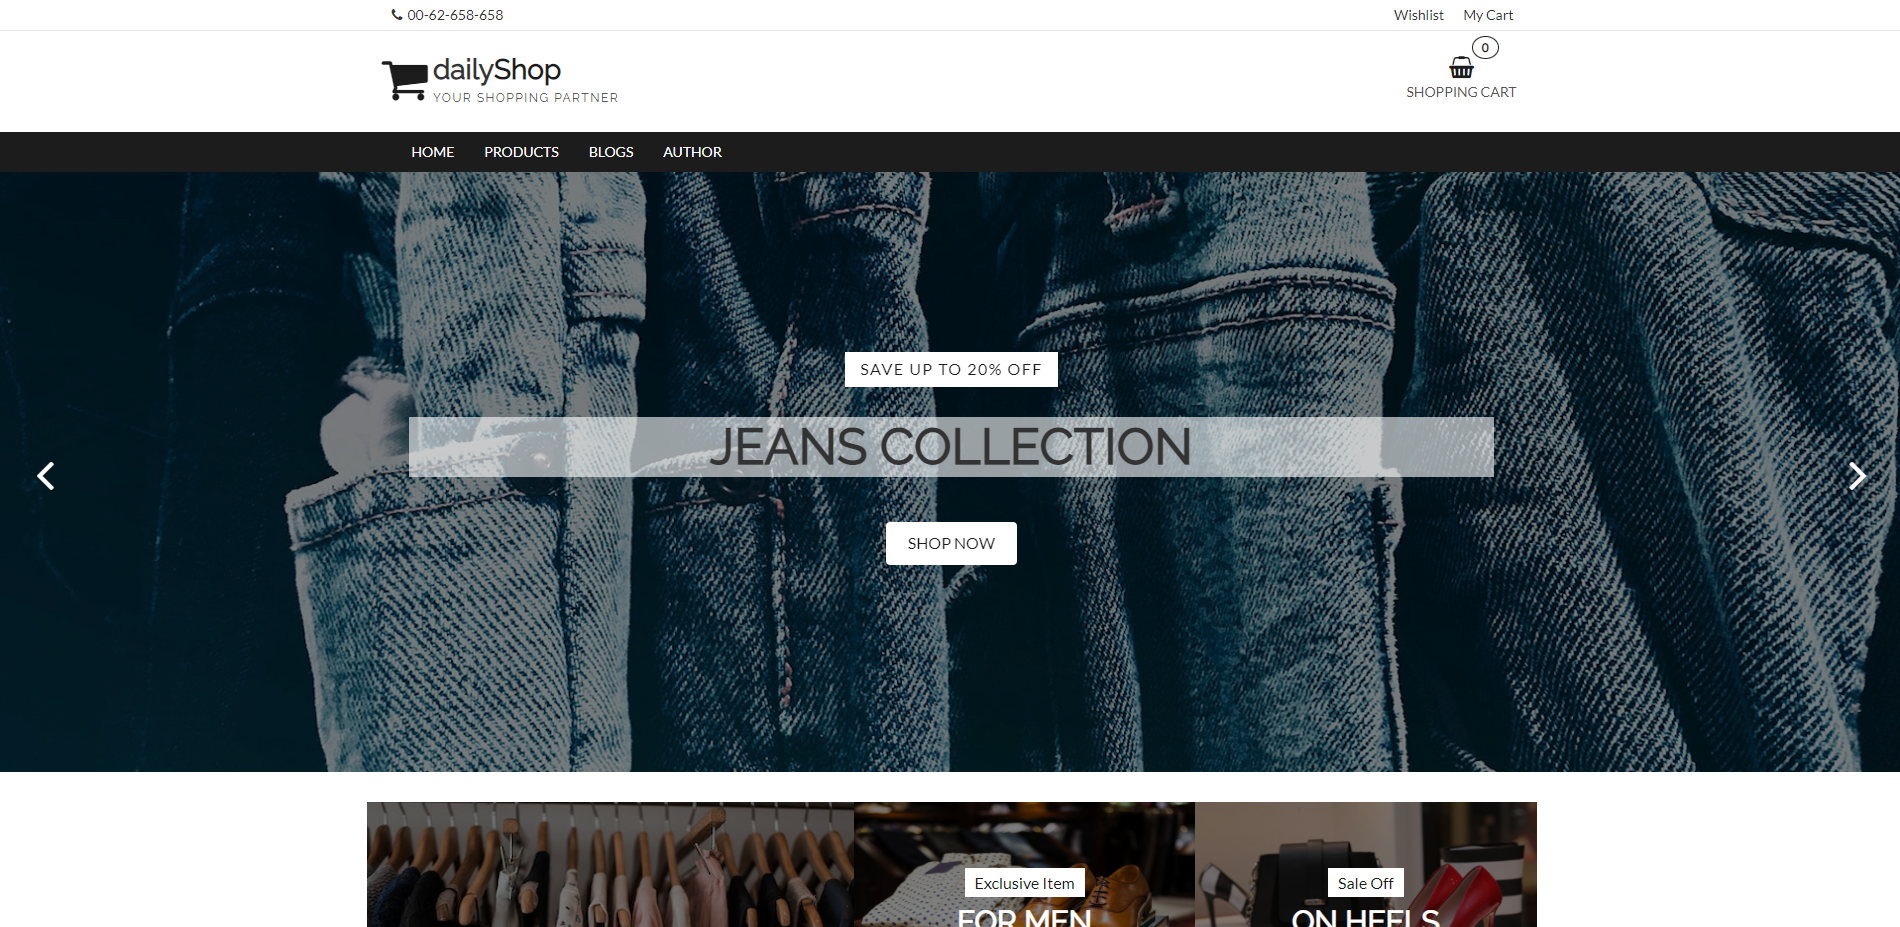 00-62-658-658
Wishlist My Cart
dailyShop
YOUR SHOPPING PARTNER
0
SHOPPING CART
HOME PRODUCTS BLOGS AUTHOR
SAVE UP TO 20% OFF
JEANS COLLECTION
SHOP NOW
Exclusive Item
FOR MEN
Sale Off
ON HEELS